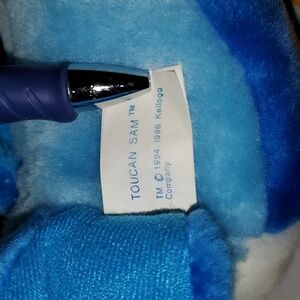 TOUCAN SAM™
TM © 1994, 1996 Kellogg
Company